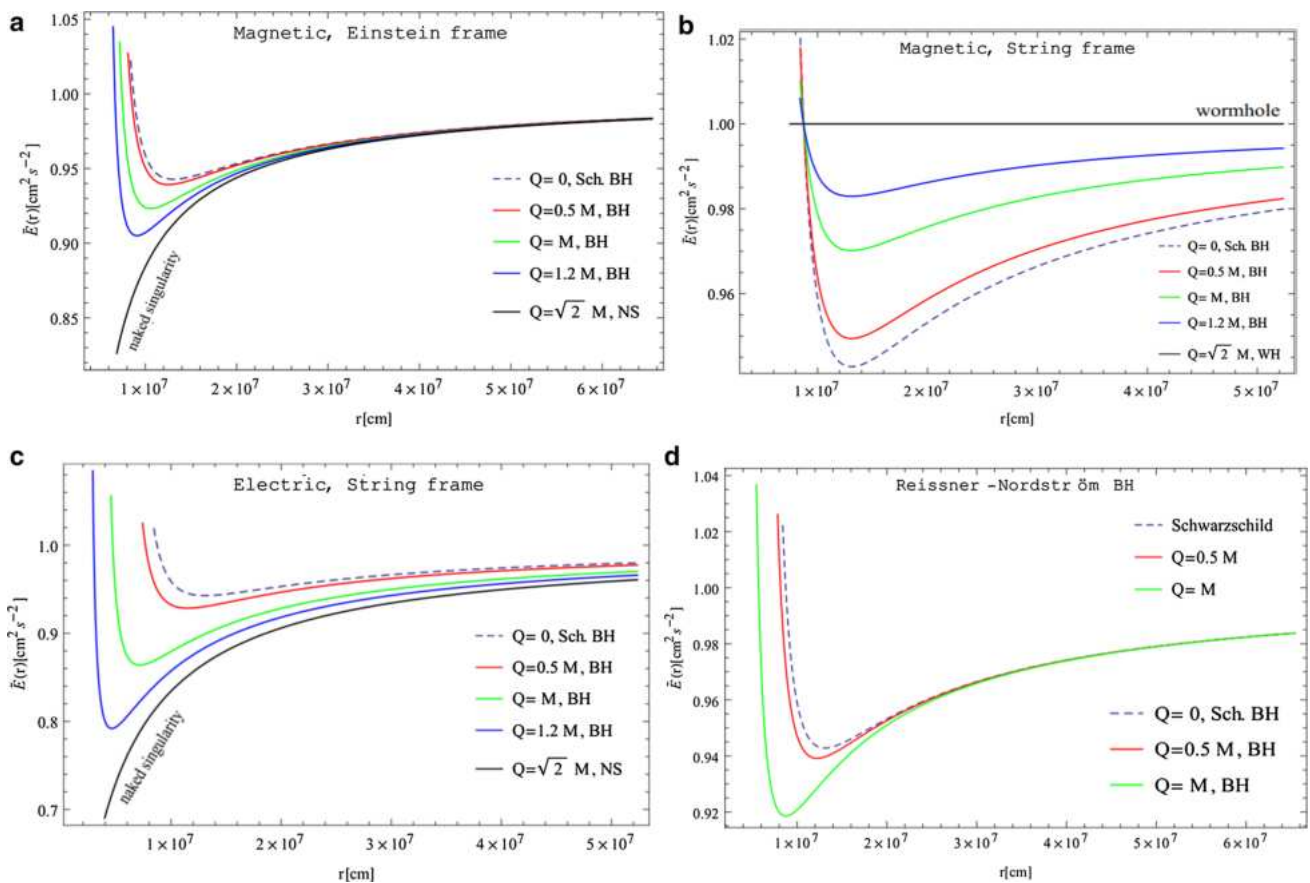 a
Magnetic, Einstein frame
1.05
1.00
0.95
0.90
0.85
Ẽ(r)[cm² s⁻²]
Q= 0, Sch. BH
Q=0.5 M, BH
Q= M, BH
Q=1.2 M, BH
Q=√2 M, NS
naked singularity
1×10⁷
2×10⁷
3×10⁷
4×10⁷
5×10⁷
6×10⁷
r[cm]
b
Magnetic, String frame
1.02
1.00
0.98
0.96
Ẽ(r)[cm² s⁻²]
wormhole
Q= 0, Sch. BH
Q=0.5 M, BH
Q= M, BH
Q=1.2 M, BH
Q=√2 M, WH
1×10⁷
2×10⁷
3×10⁷
4×10⁷
5×10⁷
r[cm]
c
Electric, String frame
1.0
0.9
0.8
0.7
Ẽ(r)[cm² s⁻²]
Q= 0, Sch. BH
Q=0.5 M, BH
Q= M, BH
Q=1.2 M, BH
Q=√2 M, NS
naked singularity
1×10⁷
2×10⁷
3×10⁷
4×10⁷
5×10⁷
r[cm]
d
Reissner -Nordstr öm BH
1.04
1.02
1.00
0.98
0.96
0.94
0.92
Ẽ(r)[cm² s⁻²]
Schwarzschild
Q=0.5 M
Q= M
Q= 0, Sch. BH
Q=0.5 M, BH
Q= M, BH
1×10⁷
2×10⁷
3×10⁷
4×10⁷
5×10⁷
6×10⁷
r[cm]